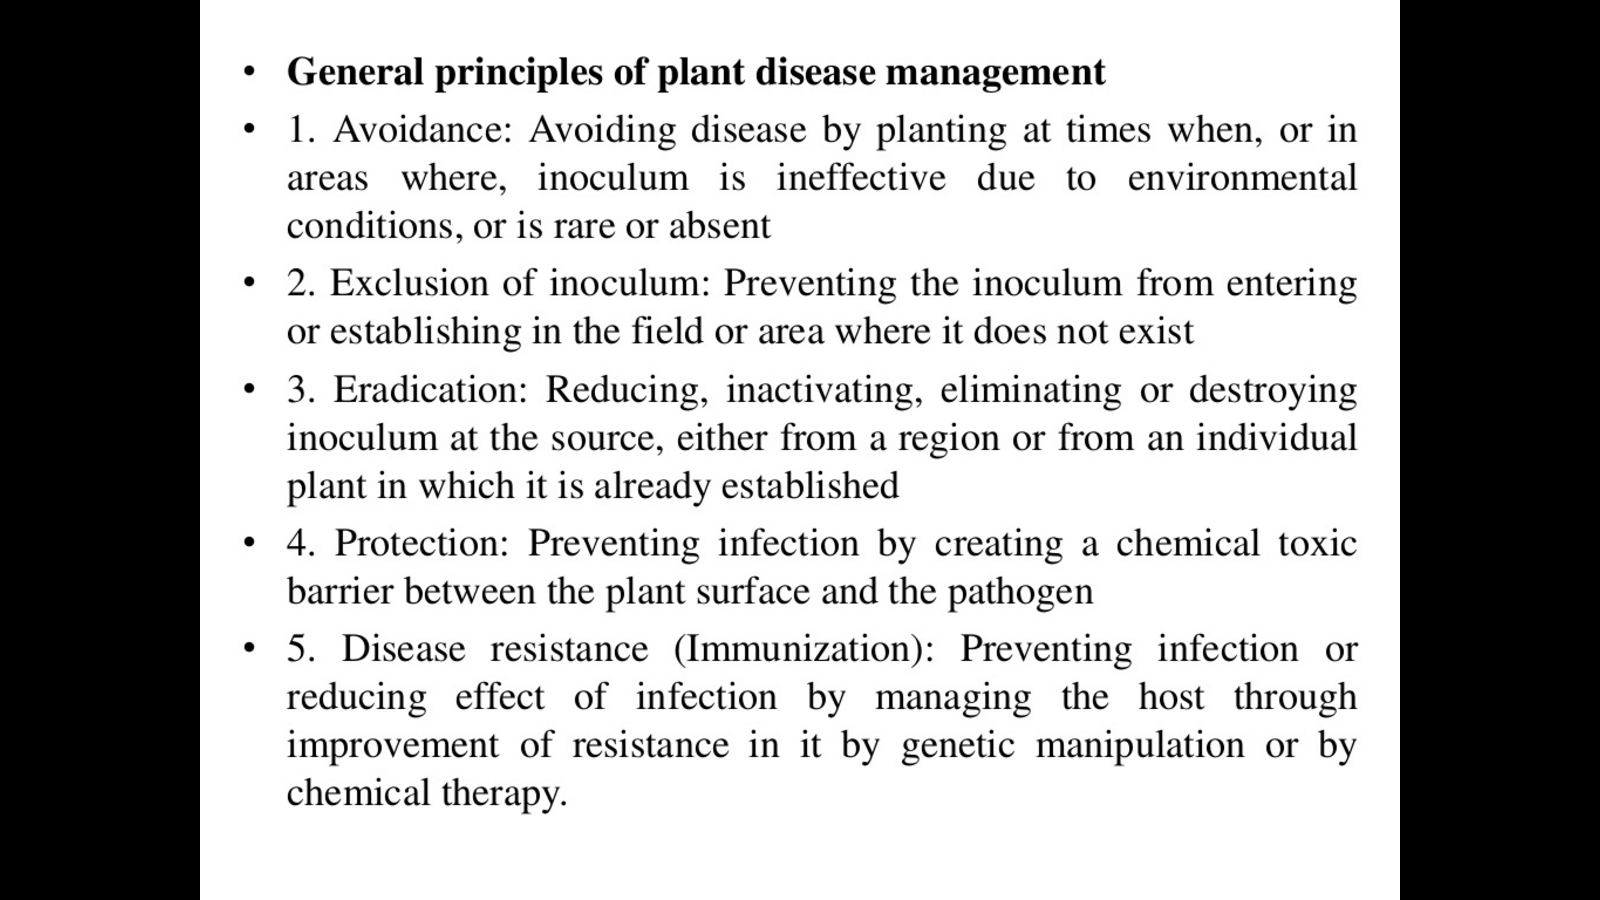 • General principles of plant disease management
• 1. Avoidance: Avoiding disease by planting at times when, or in
areas where, inoculum is ineffective due to environmental
conditions, or is rare or absent
• 2. Exclusion of inoculum: Preventing the inoculum from entering
or establishing in the field or area where it does not exist
• 3. Eradication: Reducing, inactivating, eliminating or destroying
inoculum at the source, either from a region or from an individual
plant in which it is already established
• 4. Protection: Preventing infection by creating a chemical toxic
barrier between the plant surface and the pathogen
• 5. Disease resistance (Immunization): Preventing infection or
reducing effect of infection by managing the host through
improvement of resistance in it by genetic manipulation or by
chemical therapy.